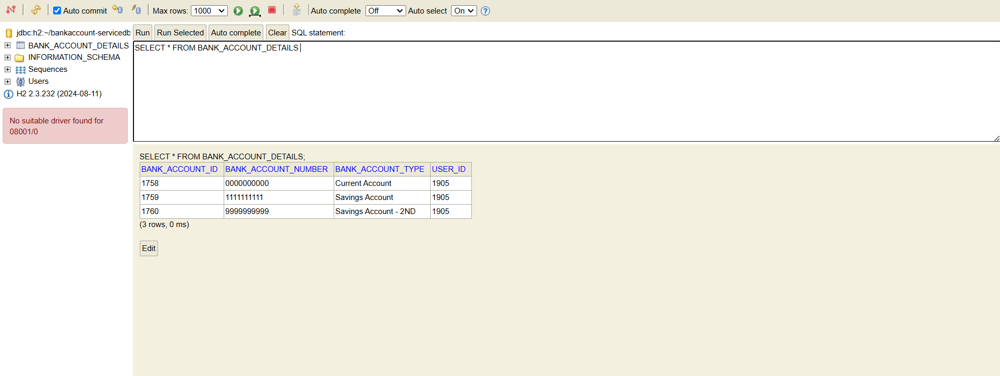 Auto commit Max rows: 1000 Auto complete Off Auto select On ?
jdbc:h2:~/bankaccount-servicedb
BANK_ACCOUNT_DETAILS
INFORMATION_SCHEMA
Sequences
Users
H2 2.3.232 (2024-08-11)
No suitable driver found for
08001/0
Run Run Selected Auto complete Clear SQL statement:
SELECT * FROM BANK_ACCOUNT_DETAILS
SELECT * FROM BANK_ACCOUNT_DETAILS;
BANK_ACCOUNT_ID BANK_ACCOUNT_NUMBER BANK_ACCOUNT_TYPE USER_ID
1758 0000000000 Current Account 1905
1759 1111111111 Savings Account 1905
1760 9999999999 Savings Account - 2ND 1905
(3 rows, 0 ms)
Edit